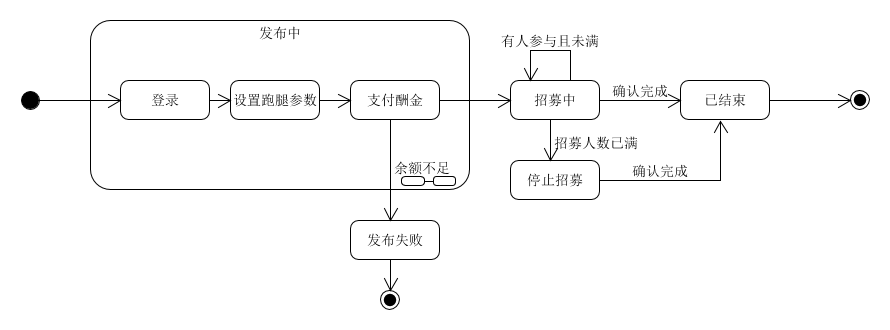 发布中
有人参与且未满
登录
设置跑腿参数
支付酬金
招募中
确认完成
已结束
招募人数已满
余额不足
停止招募
确认完成
发布失败